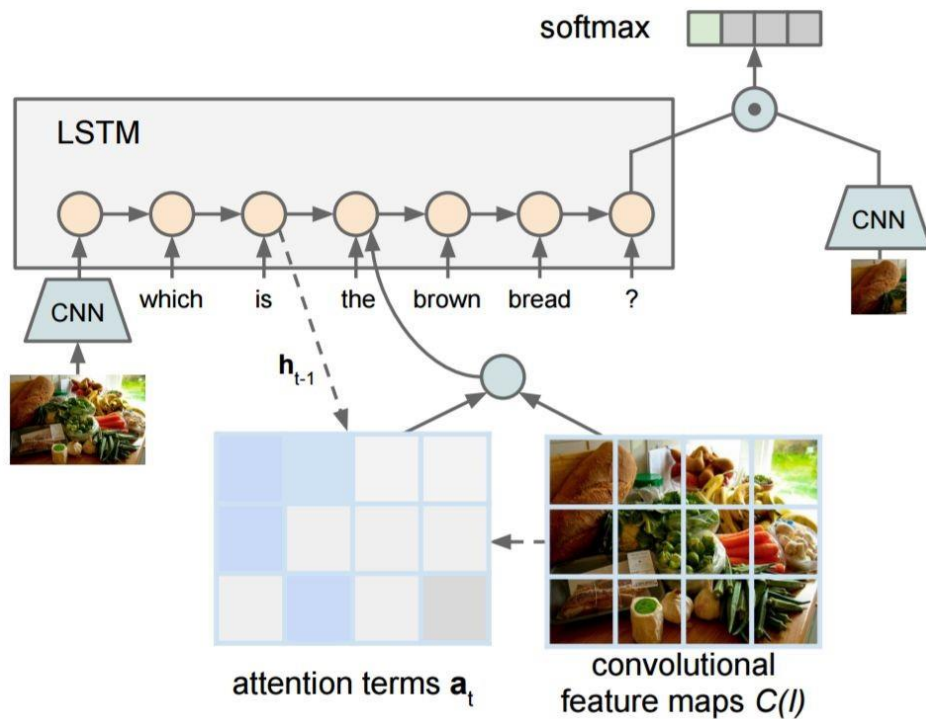 softmax
LSTM
CNN
which is the brown bread ?
CNN
h t-1
attention terms a t
convolutional
feature maps C(I)